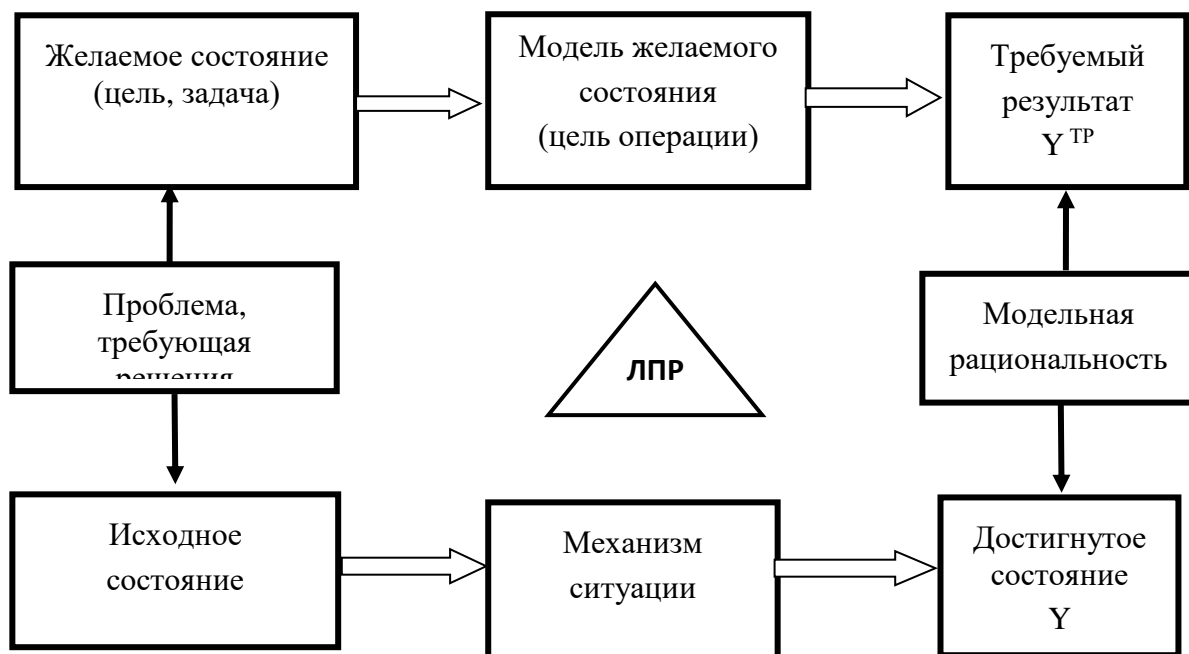 Желаемое состояние
(цель, задача)
Модель желаемого
состояния
(цель операции)
Требуемый
результат
Y ТР
Проблема,
требующая
решения
ЛПР
Модельная
рациональность
Исходное
состояние
Механизм
ситуации
Достигнутое
состояние
Y